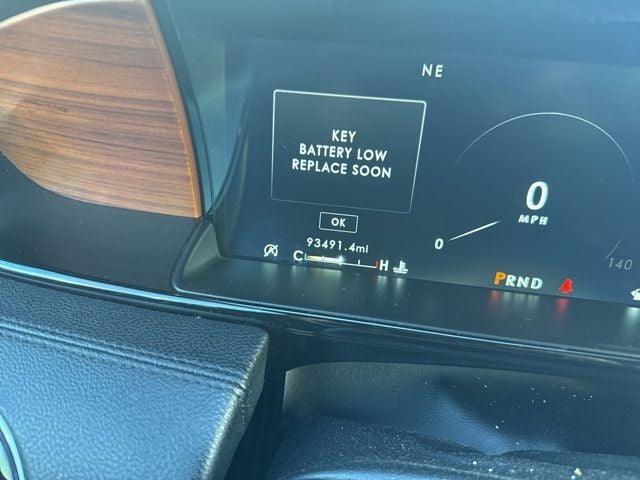 NE
KEY
BATTERY LOW
REPLACE SOON
OK
93491.4mi
C H
0
MPH
0
140
PRND